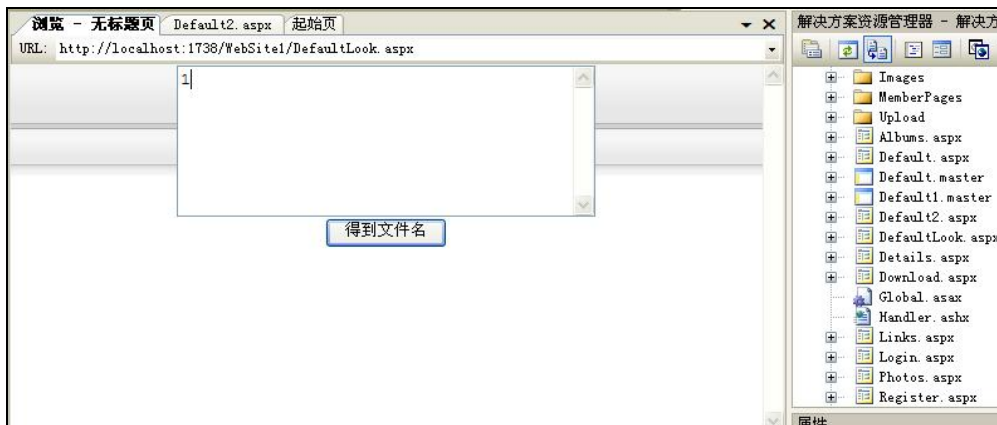 浏览 - 无标题页 Default2.aspx 起始页
URL: http://localhost:1738/WebSite1/DefaultLook.aspx
1
得到文件名
解决方案资源管理器 - 解决方
Images
MemberPages
Upload
Albums.aspx
Default.aspx
Default.master
Default1.master
Default2.aspx
DefaultLook.aspx
Details.aspx
Download.aspx
Global.asax
Handler.ashx
Links.aspx
Login.aspx
Photos.aspx
Register.aspx
属性